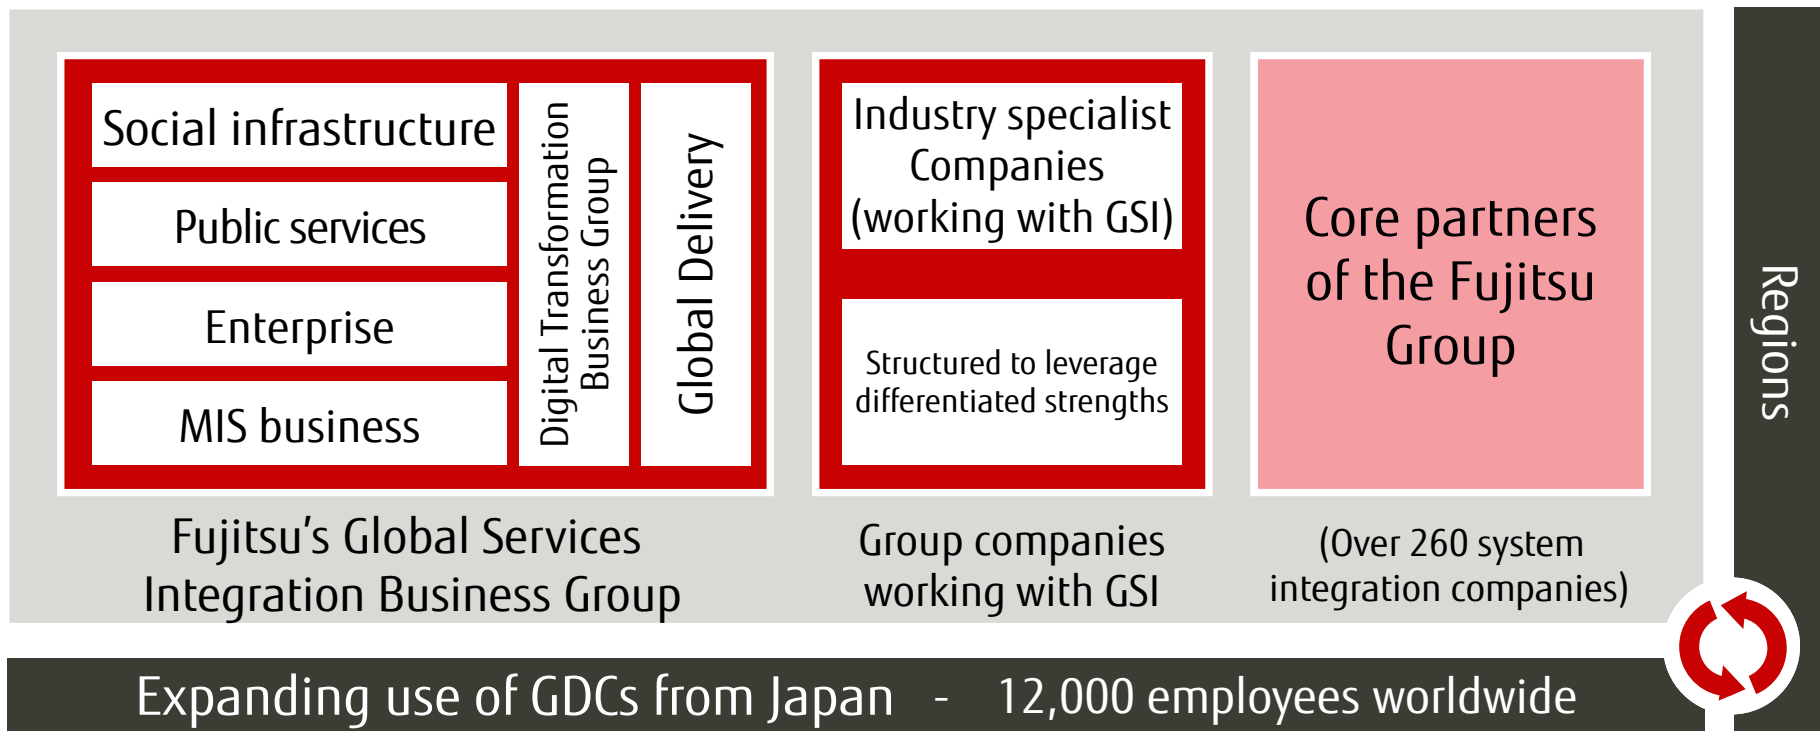 Social infrastructure
Public services
Enterprise
MIS business
Digital Transformation
Business Group
Global Delivery
Fujitsu’s Global Services
Integration Business Group
Industry specialist
Companies
(working with GSI)
Structured to leverage
differentiated strengths
Group companies
working with GSI
Core partners
of the Fujitsu
Group
(Over 260 system
integration companies)
Regions
Expanding use of GDCs from Japan - 12,000 employees worldwide